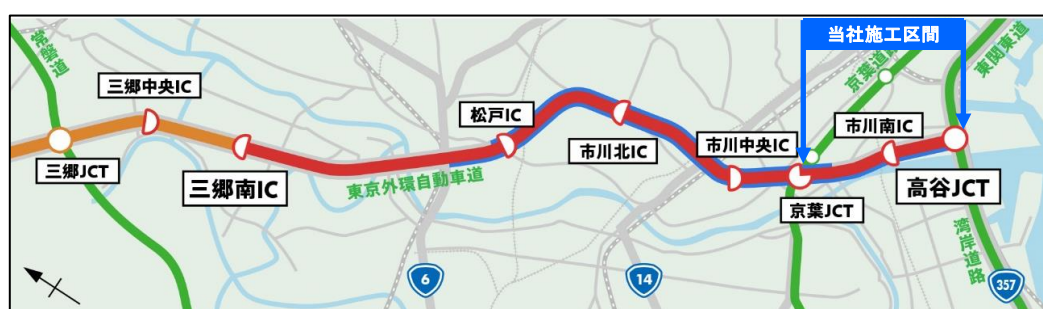 常磐道
三郷中央IC
三郷JCT
三郷南IC
東京外環自動車道
松戸IC
市川北IC
市川中央IC
当社施工区間
京葉道
東関東道
市川南IC
京葉JCT
高谷JCT
湾岸道路
6
14
357